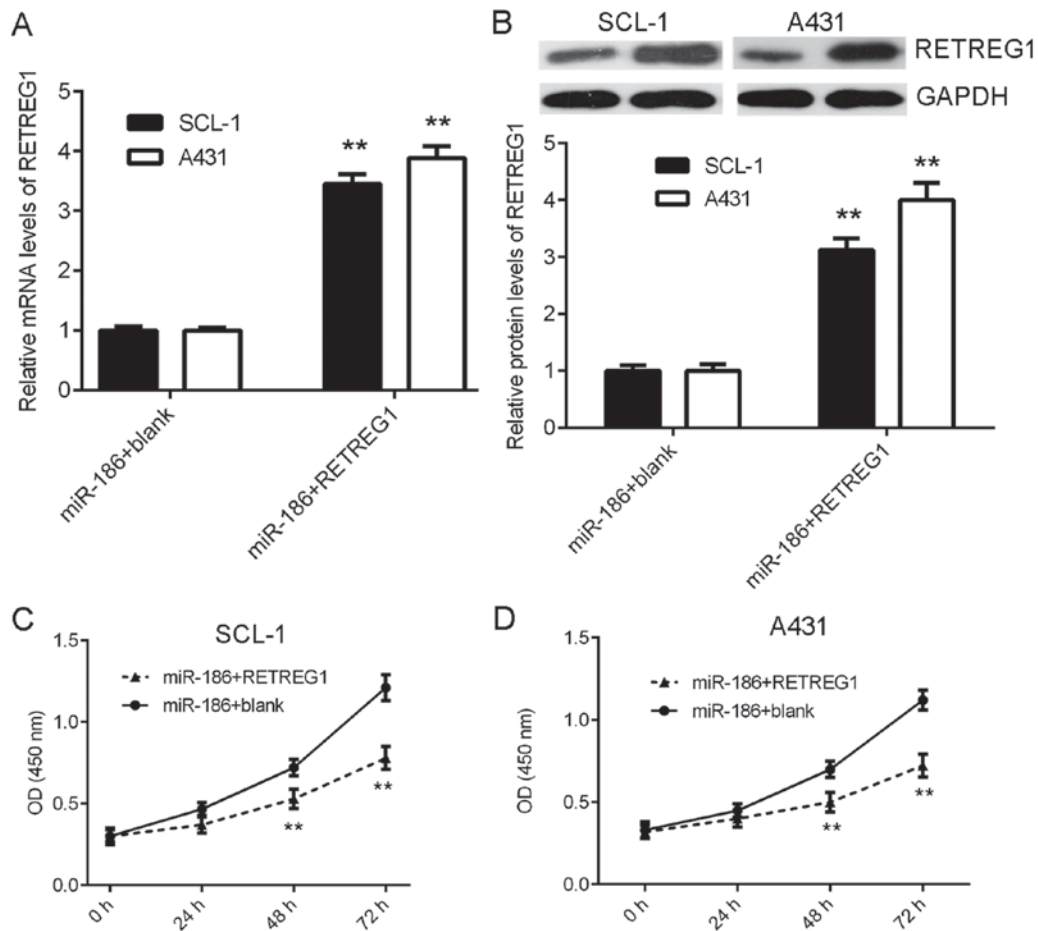 A
Relative mRNA levels of RETREG1
5
4
3
2
1
0
SCL-1
A431
**
**
miR-186+blank
miR-186+RETREG1
B
SCL-1
A431
RETREG1
GAPDH
Relative protein levels of RETREG1
5
4
3
2
1
0
SCL-1
A431
**
**
miR-186+blank
miR-186+RETREG1
C
SCL-1
OD (450 nm)
1.5
1.0
0.5
0.0
miR-186+RETREG1
miR-186+blank
**
**
0 h
24 h
48 h
72 h
D
A431
OD (450 nm)
1.5
1.0
0.5
0.0
miR-186+RETREG1
miR-186+blank
**
**
0 h
24 h
48 h
72 h